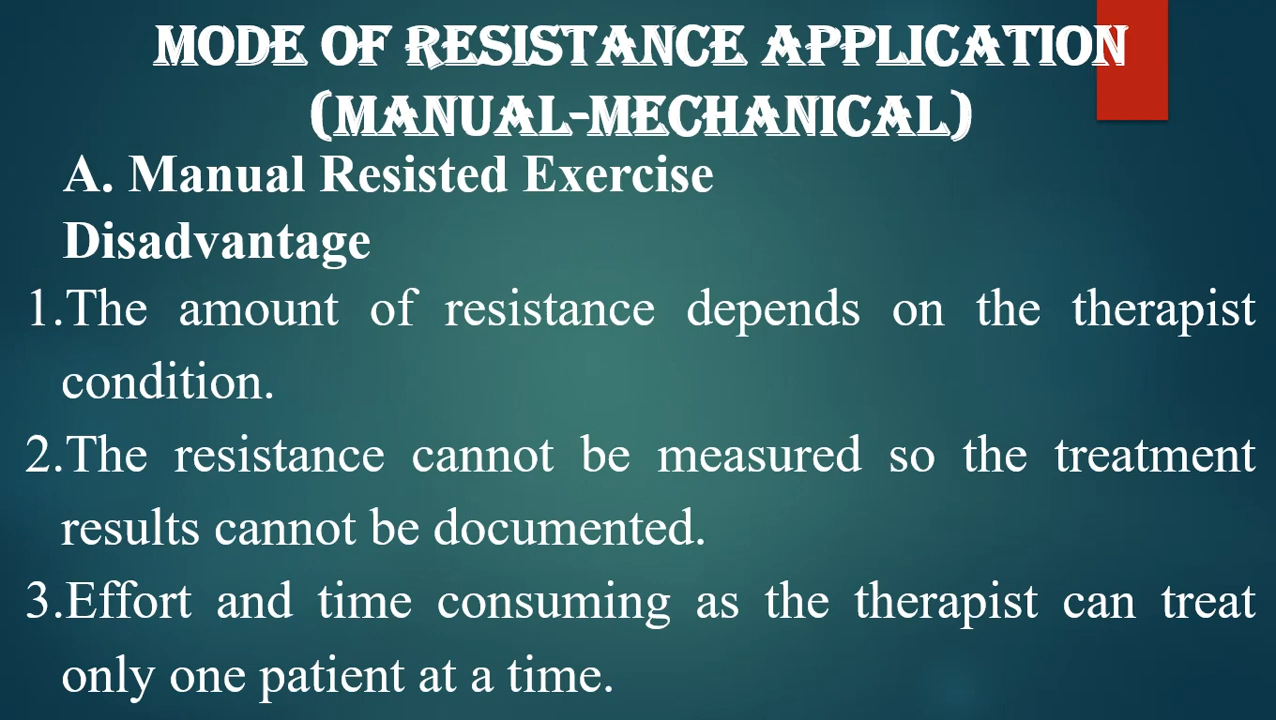 MODE OF RESISTANCE APPLICATION
(MANUAL-MECHANICAL)
A. Manual Resisted Exercise
Disadvantage
1.The amount of resistance depends on the therapist
condition.
2.The resistance cannot be measured so the treatment
results cannot be documented.
3.Effort and time consuming as the therapist can treat
only one patient at a time.